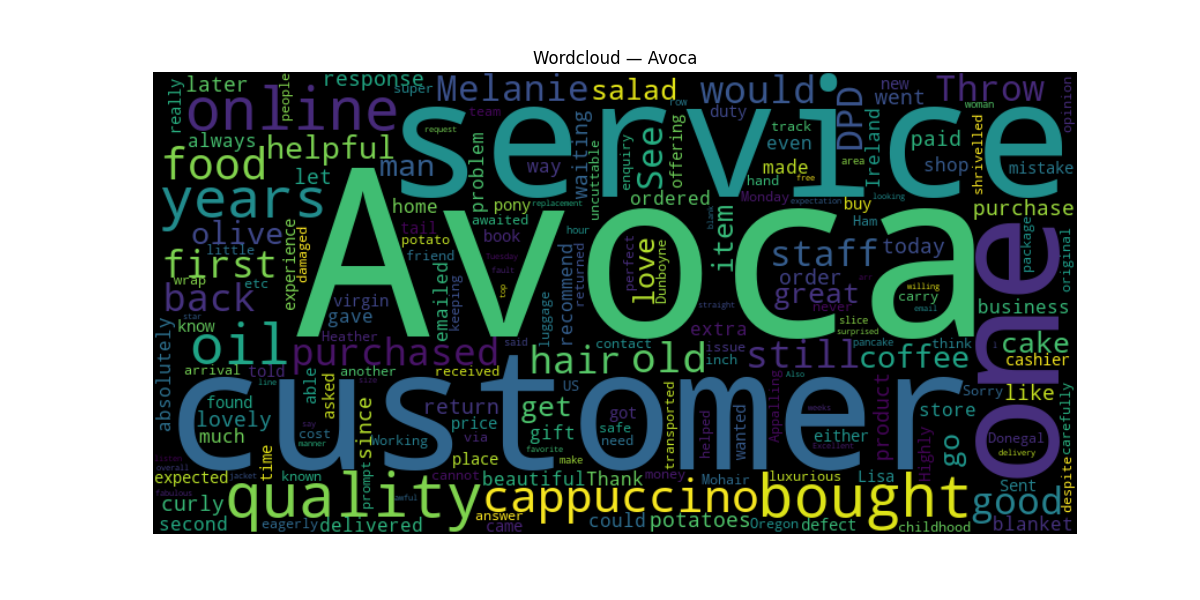 Wordcloud — Avoca
later
response
super
Melanie
salad
would
DPD
new
went
Throw
opinion
really
people
online
team
row
duty
woman
service
always
request
track
even
Ireland
paid
shop
shrivelled
mistake
food
helpful
man
problem
way
waiting
uncuttable
enquiry
See
offering
made
area
free
hand
let
years
home
pony
replacement
ordered
Monday
expectation
buy
looking
purchase
olive
tail
awaited
potato
book
item
blank
Ham
staff
today
package
original
little
experience
damaged
friend
Tuesday
hour
perfect
love
Dunboyne
first
wrap
etc
emailed
keeping
fault
top
recommend
returned
order
great
willing
carry
email
one
back
virgin
gave
luggage
straight
never
art
business
Avoca
star
know
Heather
said
contact
extra
issue
inch
slice
surprised
pancake
think
cake
cashier
oil
purchased
hair
old
still
coffee
absolutely
arrival
told
another
received
US
size
line
able
asked
50
Also
Sorry
like
carefully
customer
found
lovely
much
cost
say
manner
since
Working
return
price
via
get
gift
got
safe
need
favorite
make
transported
helped
wanted
Appalling
weeks
Excellent
either
product
Highly
store
go
Donegal
delivery
time
place
listen
overall
expected
fabulous
known
jacket
prompt
awful
cannot
beautiful
Thank
money
Mohair
luxurious
Lisa
Sent
despite
curly
quality
cappuccino
bought
good
second
eagerly
delivered
answer
came
could
potatoes
Oregon
defect
childhood
blanket